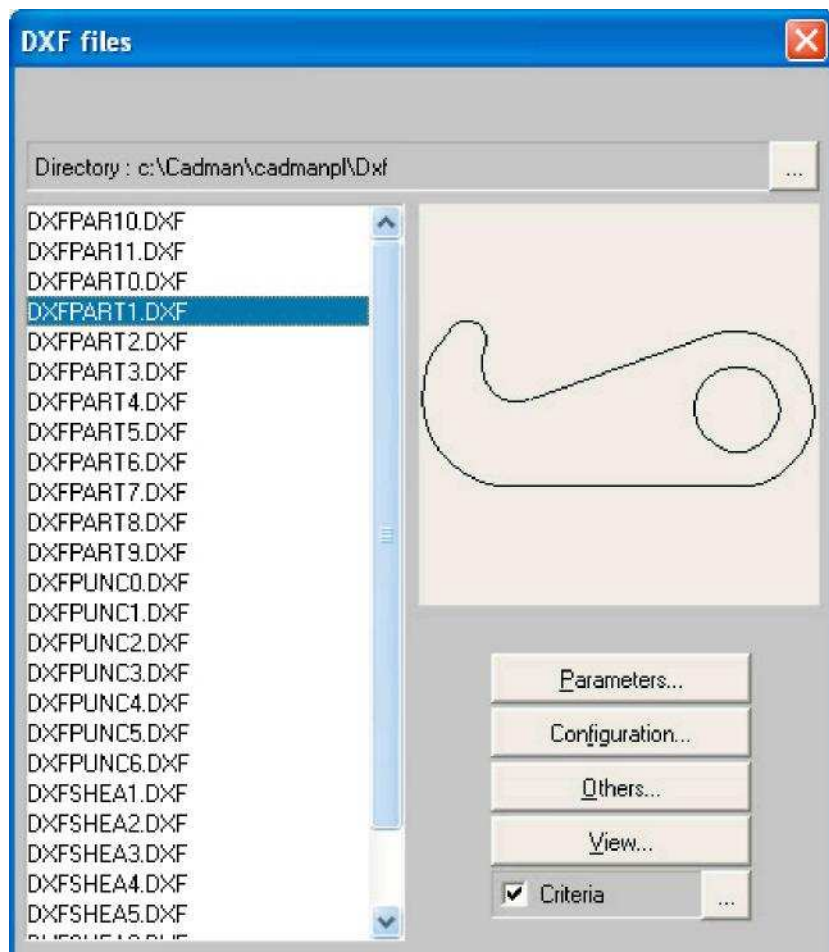 DXF files
Directory : c:\Cadman\cadmanpl\Dxf
...
DXFPAR10.DXF
DXFPAR11.DXF
DXFPART0.DXF
DXFPART1.DXF
DXFPART2.DXF
DXFPART3.DXF
DXFPART4.DXF
DXFPART5.DXF
DXFPART6.DXF
DXFPART7.DXF
DXFPART8.DXF
DXFPART9.DXF
DXFPUNC0.DXF
DXFPUNC1.DXF
DXFPUNC2.DXF
DXFPUNC3.DXF
DXFPUNC4.DXF
DXFPUNC5.DXF
DXFPUNC6.DXF
DXFSHEA1.DXF
DXFSHEA2.DXF
DXFSHEA3.DXF
DXFSHEA4.DXF
DXFSHEA5.DXF
Parameters...
Configuration...
Others...
View...
Criteria
...